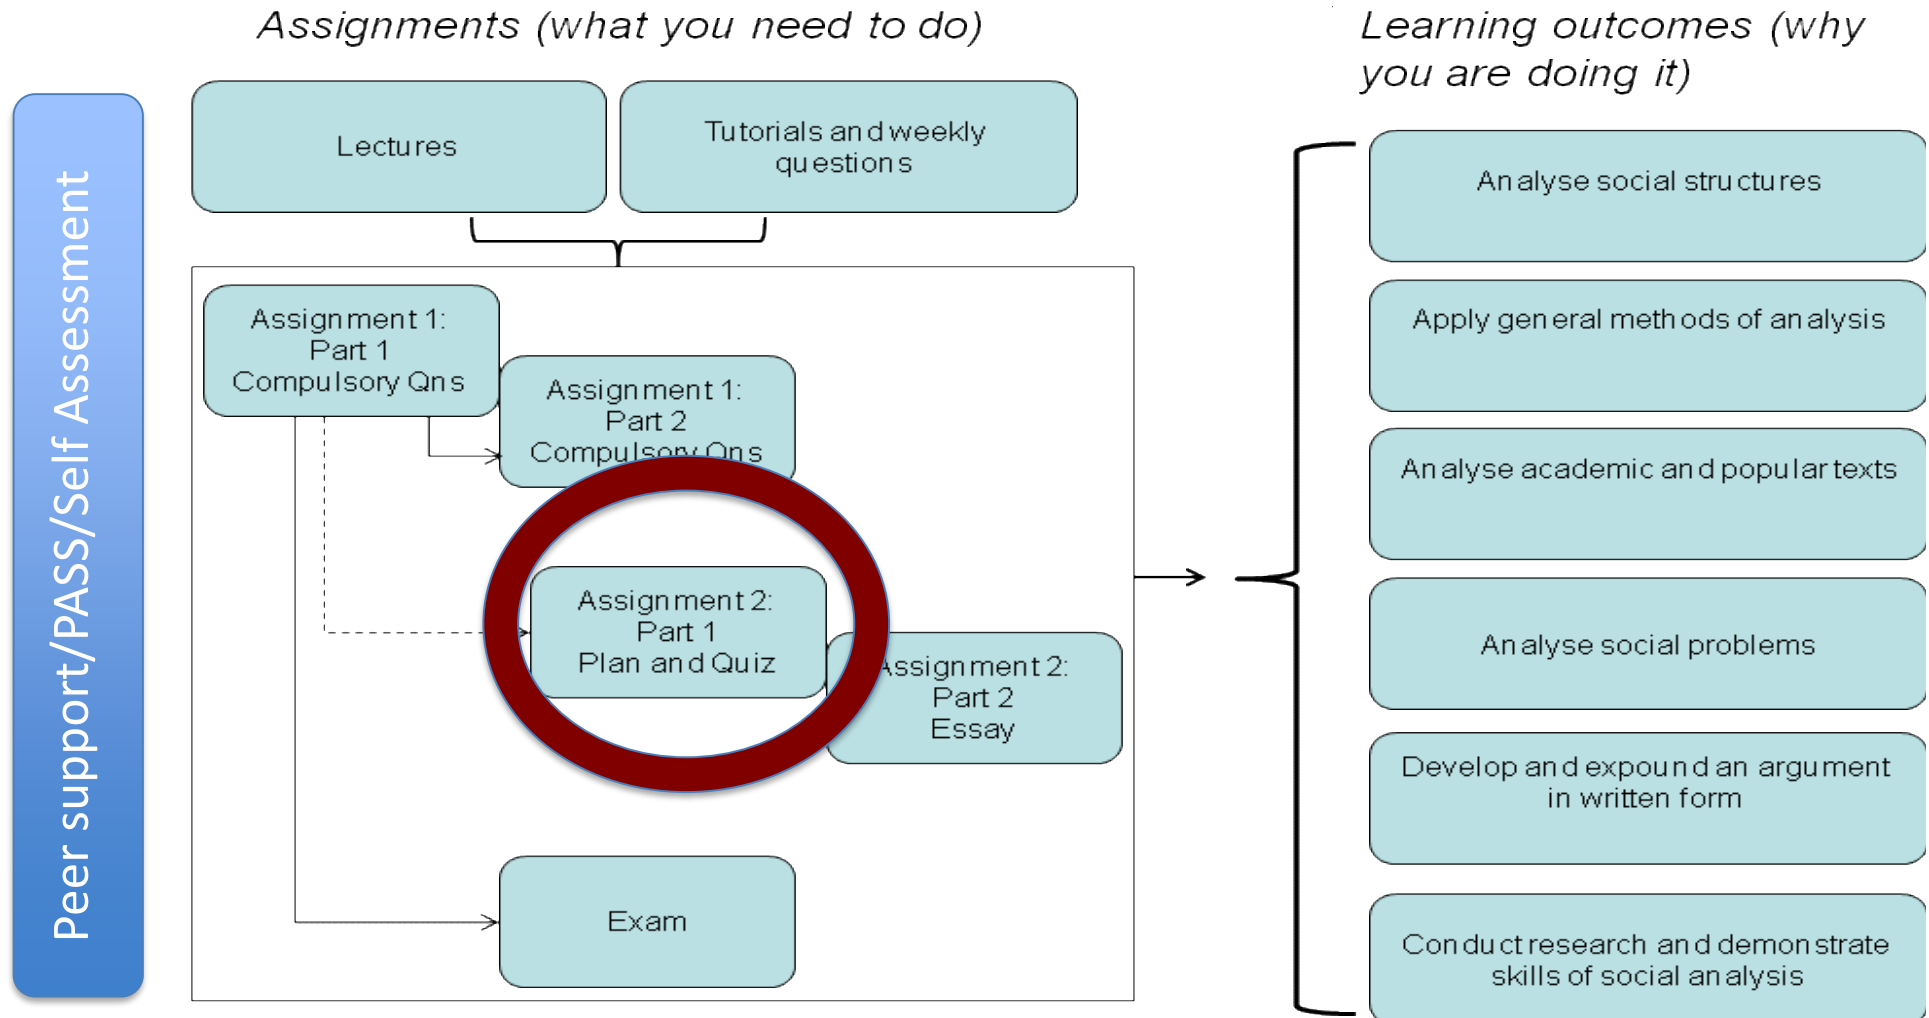 Assignments (what you need to do)
Learning outcomes (why
you are doing it)
Peer support/PASS/Self Assessment
Lectures
Tutorials and weekly
questions
Assignment 1:
Part 1
Compulsory Qns
Assignment 1:
Part 2
Compulsory Qns
Assignment 2:
Part 1
Plan and Quiz
Assignment 2:
Part 2
Essay
Exam
Analyse social structures
Apply general methods of analysis
Analyse academic and popular texts
Analyse social problems
Develop and expound an argument
in written form
Conduct research and demonstrate
skills of social analysis